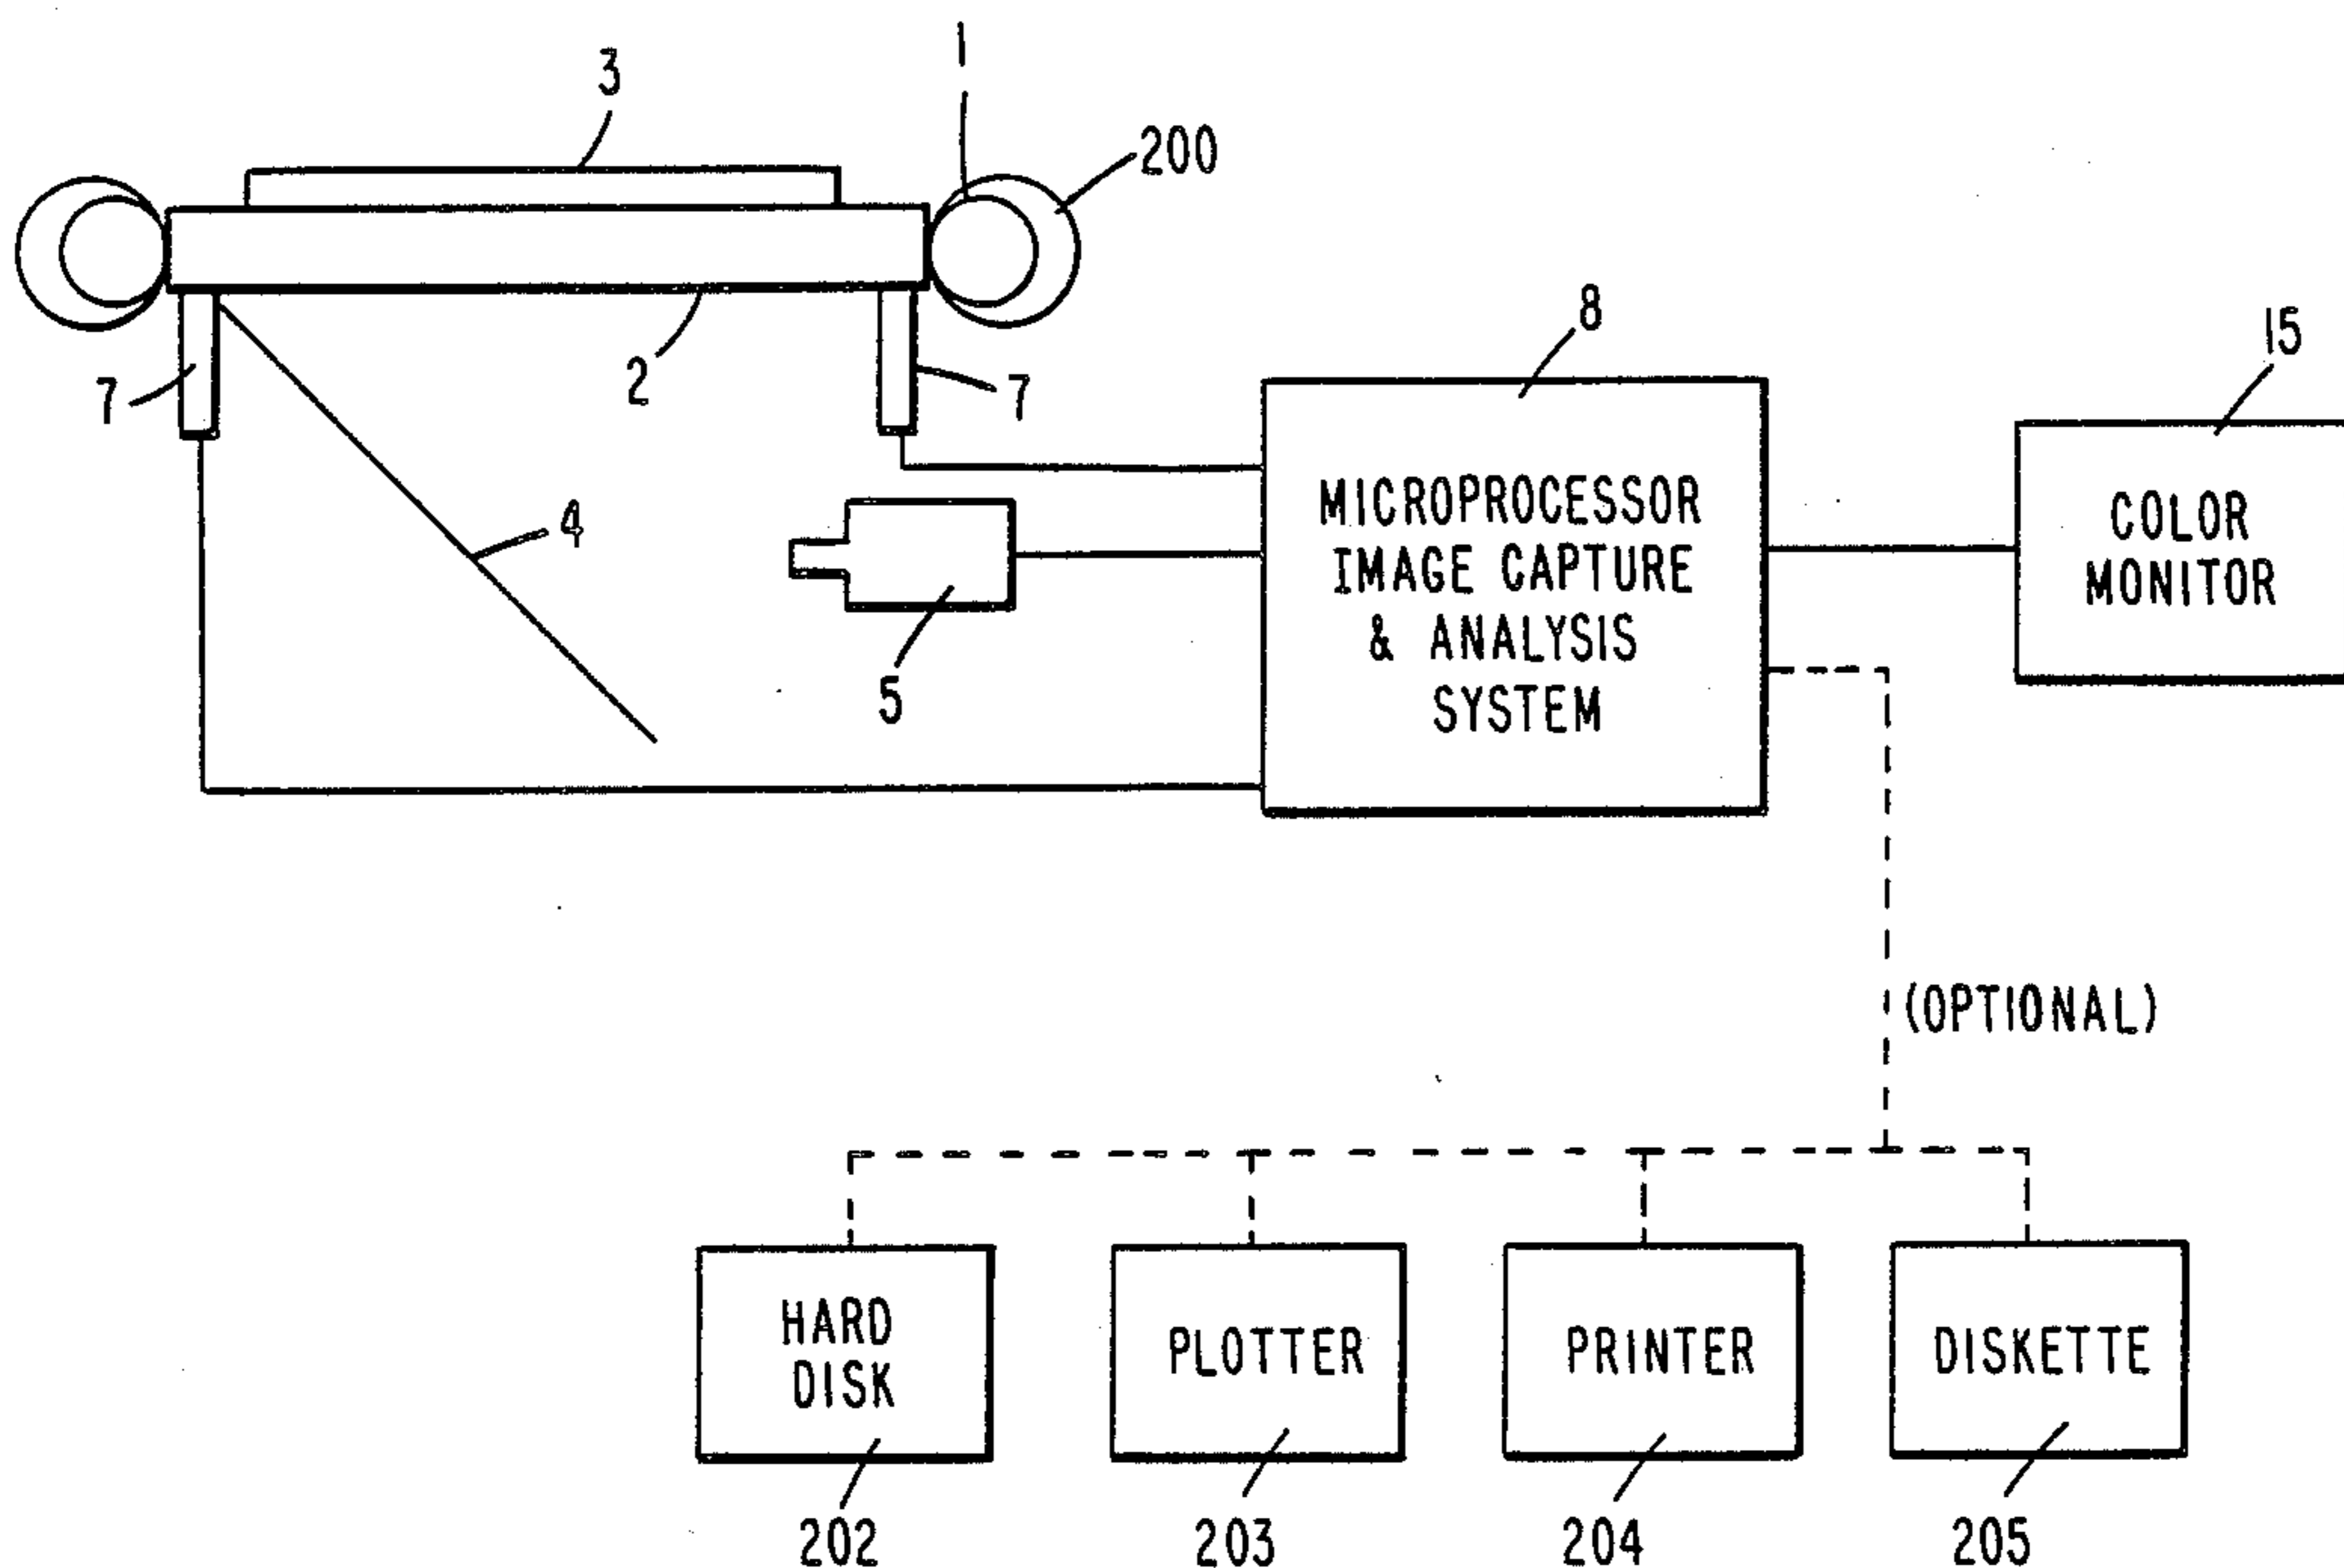 3
200
7
2
7
4
5
8
15
MICROPROCESSOR
IMAGE CAPTURE
& ANALYSIS
SYSTEM
COLOR
MONITOR
(OPTIONAL)
HARD
DISK
PLOTTER
PRINTER
DISKETTE
202
203
204
205